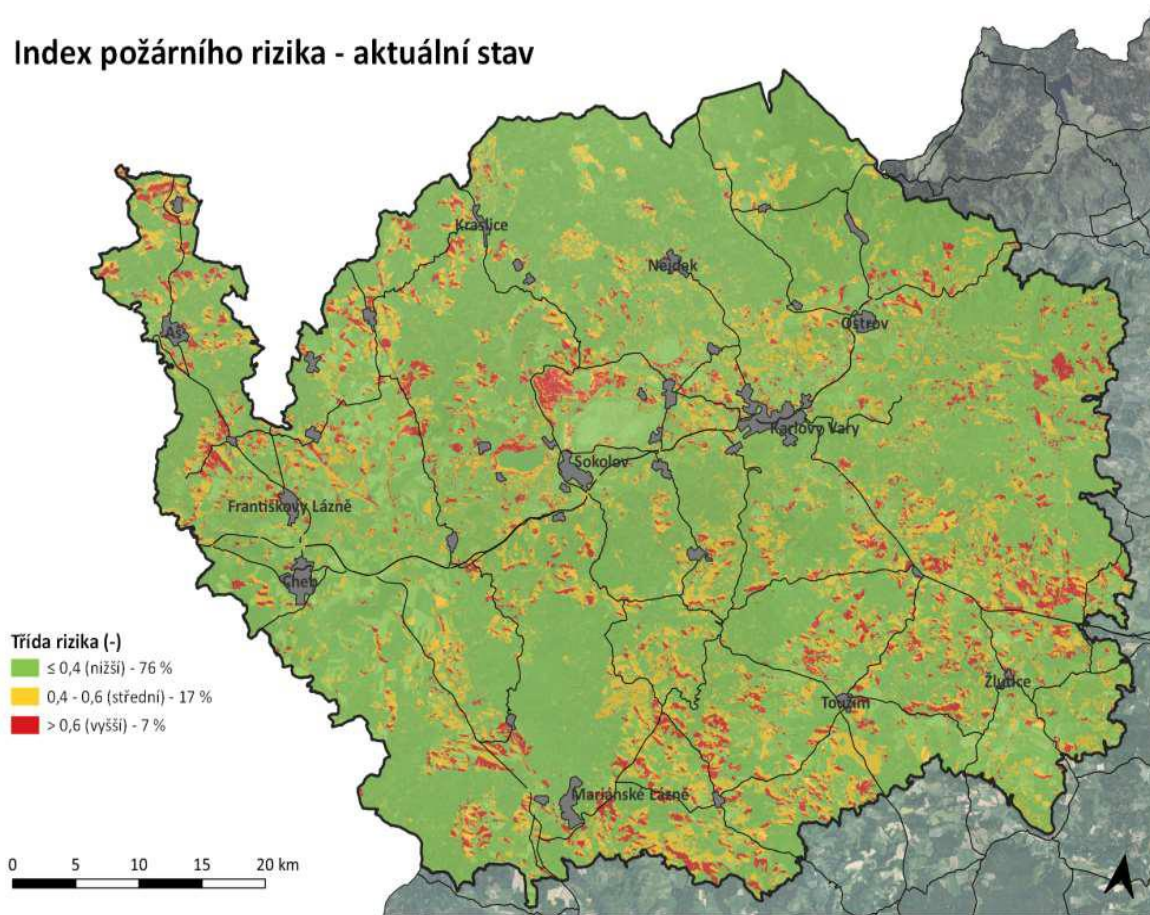 Index požárního rizika - aktuální stav
Kraslice
Nejdek
Aš
Ostrov
Karlovy Vary
Sokolov
Františkovy Lázně
Cheb
Třída rizika (-)
≤ 0,4 (nižší) - 76 %
0,4 - 0,6 (střední) - 17 %
> 0,6 (vyšší) - 7 %
Žlutice
Toužim
Mariánské Lázně
0 5 10 15 20 km